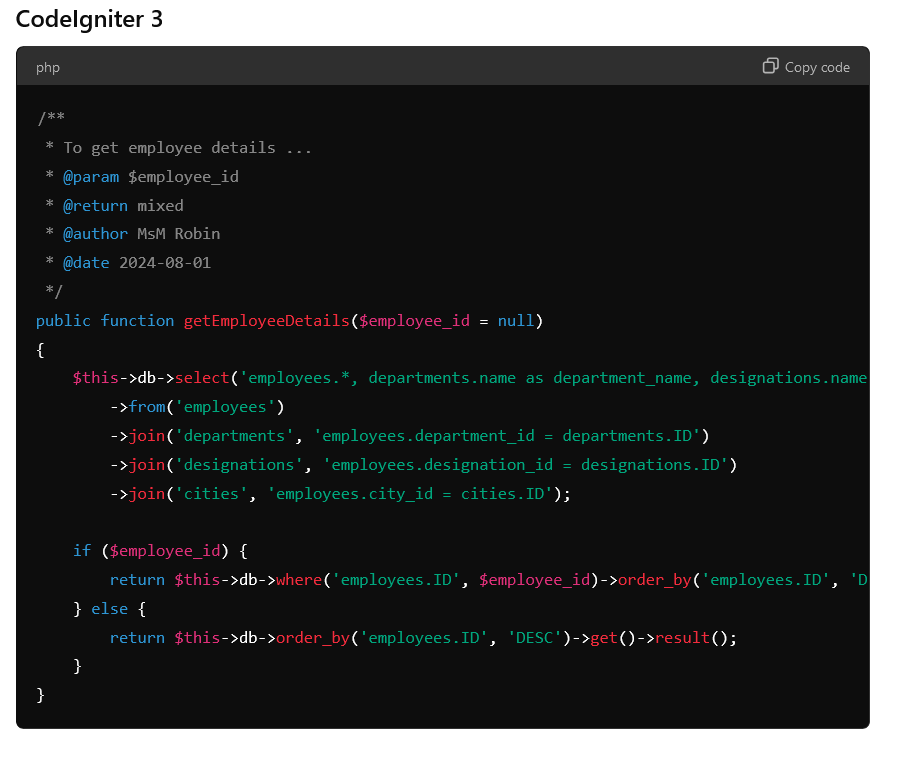 CodeIgniter 3
php
Copy code
/**
 * To get employee details ...
 * @param $employee_id
 * @return mixed
 * @author MsM Robin
 * @date 2024-08-01
 */
public function getEmployeeDetails($employee_id = null)
{
    $this->db->select('employees.*, departments.name as department_name, designations.name
        ->from('employees')
        ->join('departments', 'employees.department_id = departments.ID')
        ->join('designations', 'employees.designation_id = designations.ID')
        ->join('cities', 'employees.city_id = cities.ID');
    if ($employee_id) {
        return $this->db->where('employees.ID', $employee_id)->order_by('employees.ID', 'D
    } else {
        return $this->db->order_by('employees.ID', 'DESC')->get()->result();
    }
}